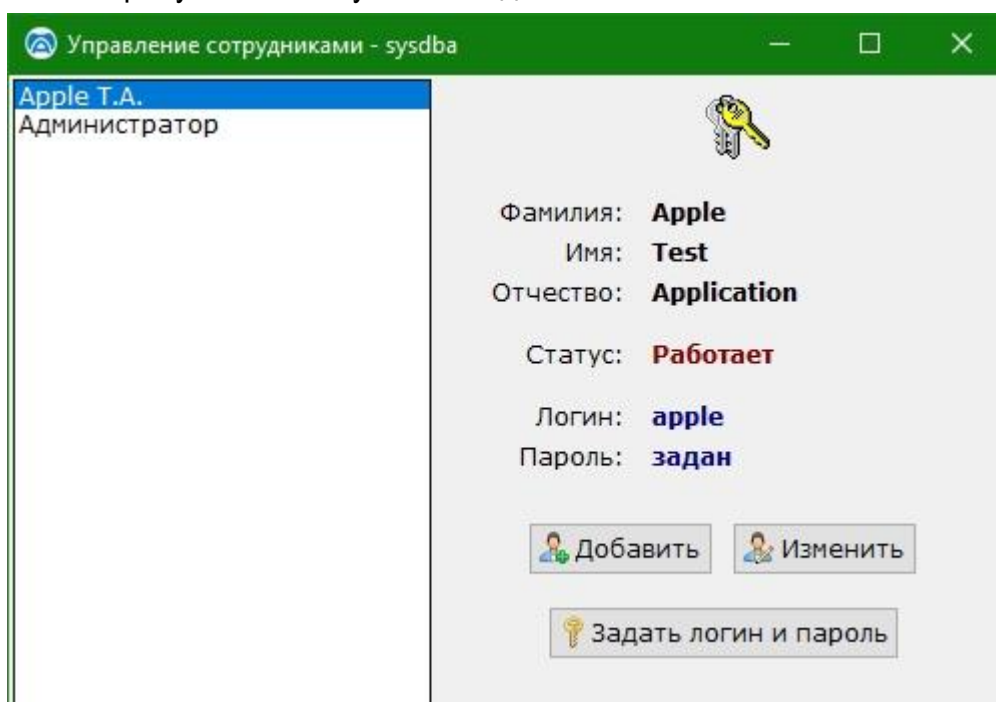 Управление сотрудниками - sysdba
Apple T.A.
Администратор
Фамилия: Apple
Имя: Test
Отчество: Application
Статус: Работает
Логин: apple
Пароль: задан
Добавить
Изменить
Задать логин и пароль